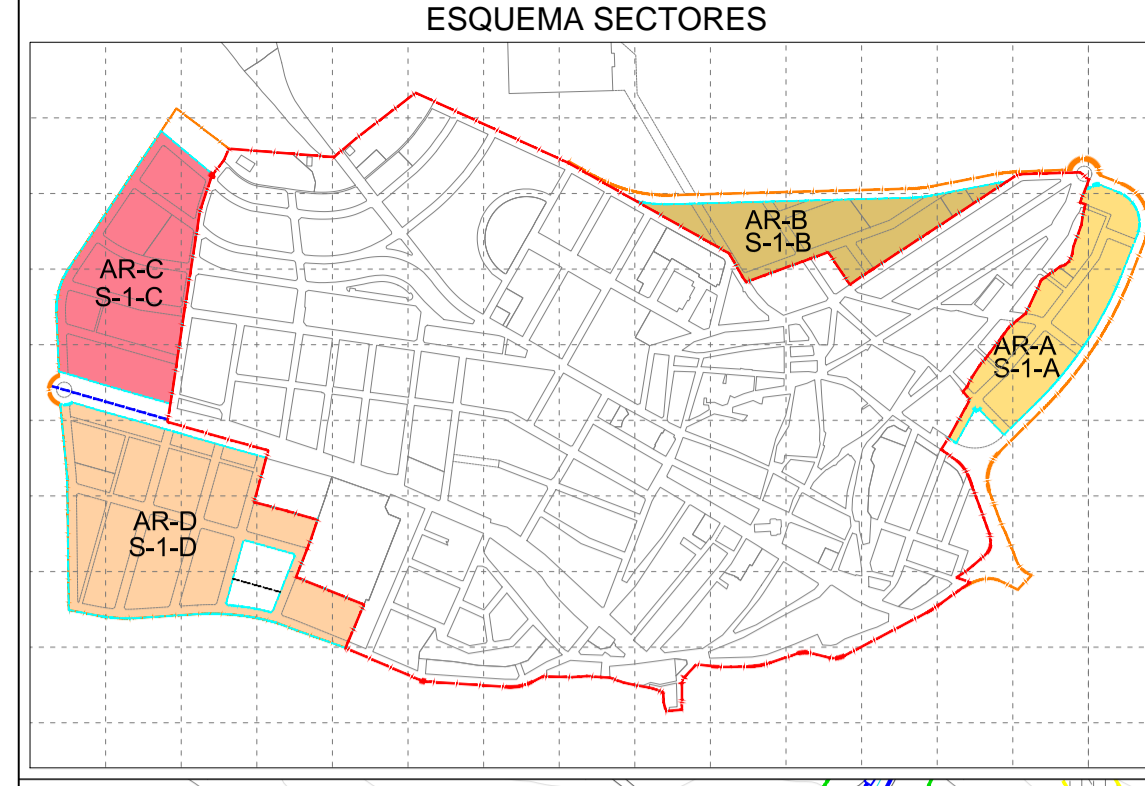 ESQUEMA SECTORES
AR-B
S-1-B
AR-C
S-1-C
AR-A
S-1-A
AR-D
S-1-D